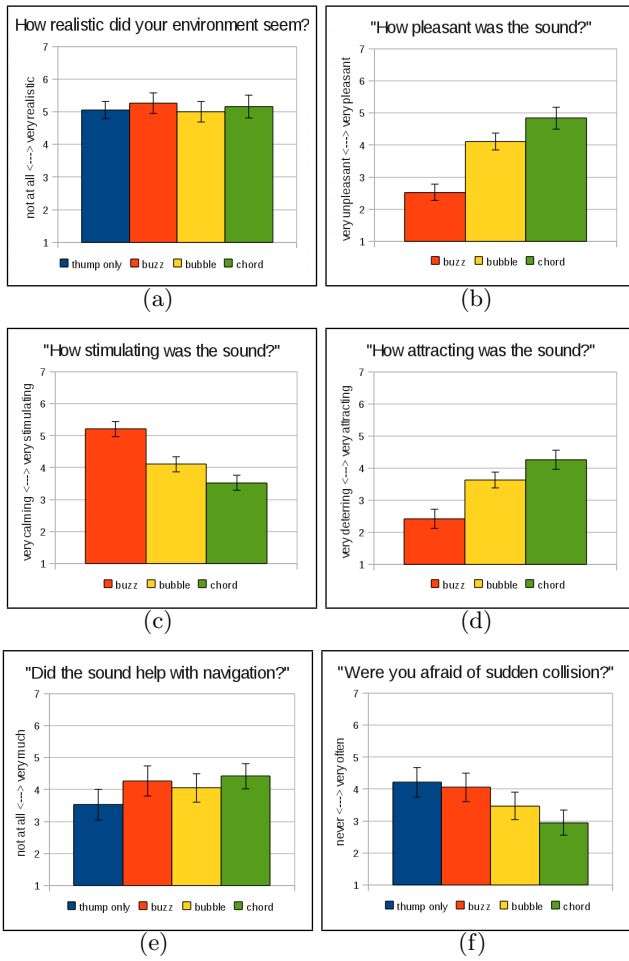 How realistic did your environment seem?
not at all <---> very realistic
7
6
5
4
3
2
1
thump only buzz bubble chord
(a)
"How pleasant was the sound?"
very unpleasant <---> very pleasant
7
6
5
4
3
2
1
buzz bubble chord
(b)
"How stimulating was the sound?"
very calming <---> very stimulating
7
6
5
4
3
2
1
buzz bubble chord
(c)
"How attracting was the sound?"
very deterring <---> very attracting
7
6
5
4
3
2
1
buzz bubble chord
(d)
"Did the sound help with navigation?"
not at all <---> very much
7
6
5
4
3
2
1
thump only buzz bubble chord
(e)
"Were you afraid of sudden collision?"
never <---> very often
7
6
5
4
3
2
1
thump only buzz bubble chord
(f)